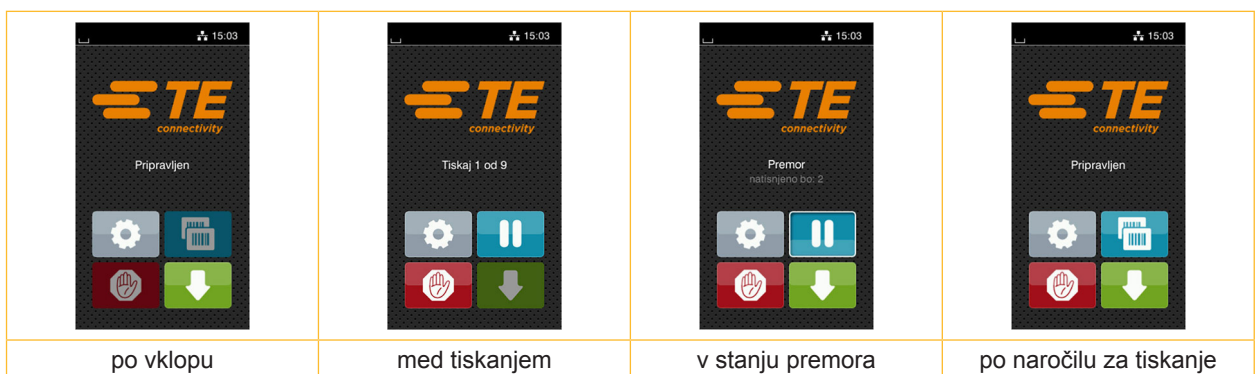 15:03
TE
connectivity
Pripravljen
po vklopu
15:03
TE
connectivity
Tiskaj 1 od 9
med tiskanjem
15:03
TE
connectivity
Premor
natisnjeno bo: 2
v stanju premora
15:03
TE
connectivity
Pripravljen
po naročilu za tiskanje